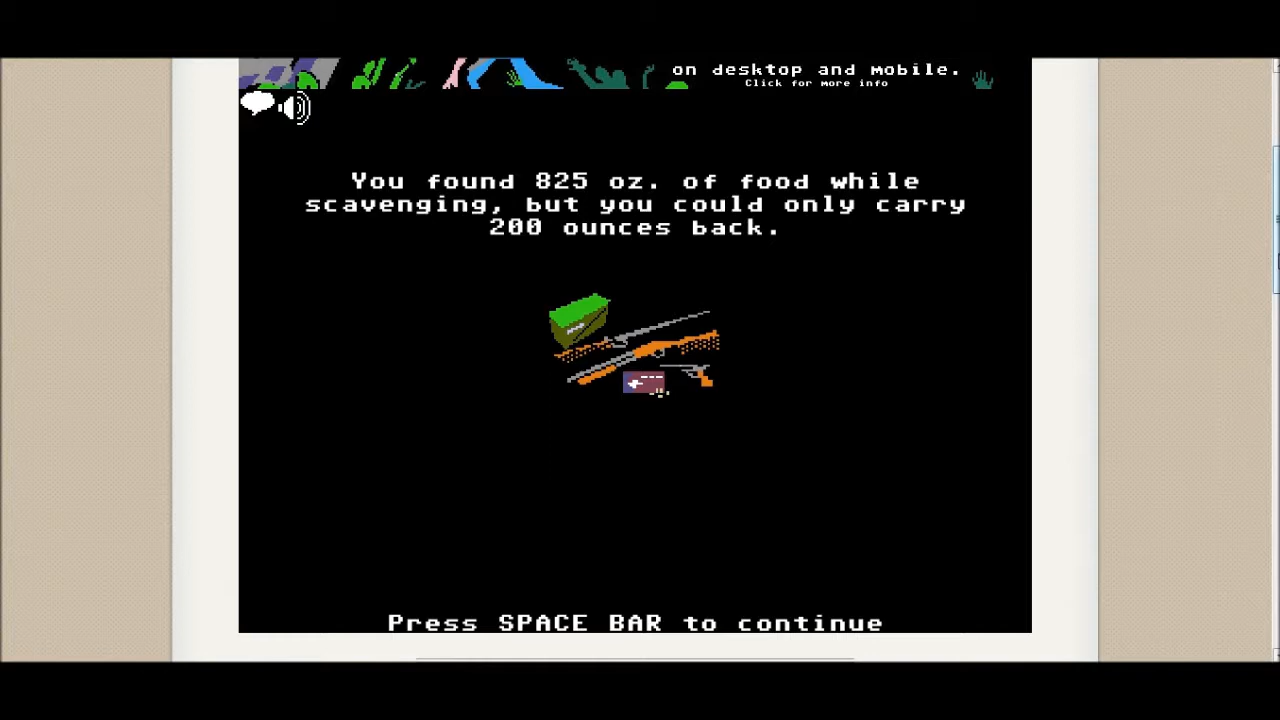 on desktop and mobile.
Click for more info
You found 825 oz. of food while
scavenging, but you could only carry
200 ounces back.
Press SPACE BAR to continue